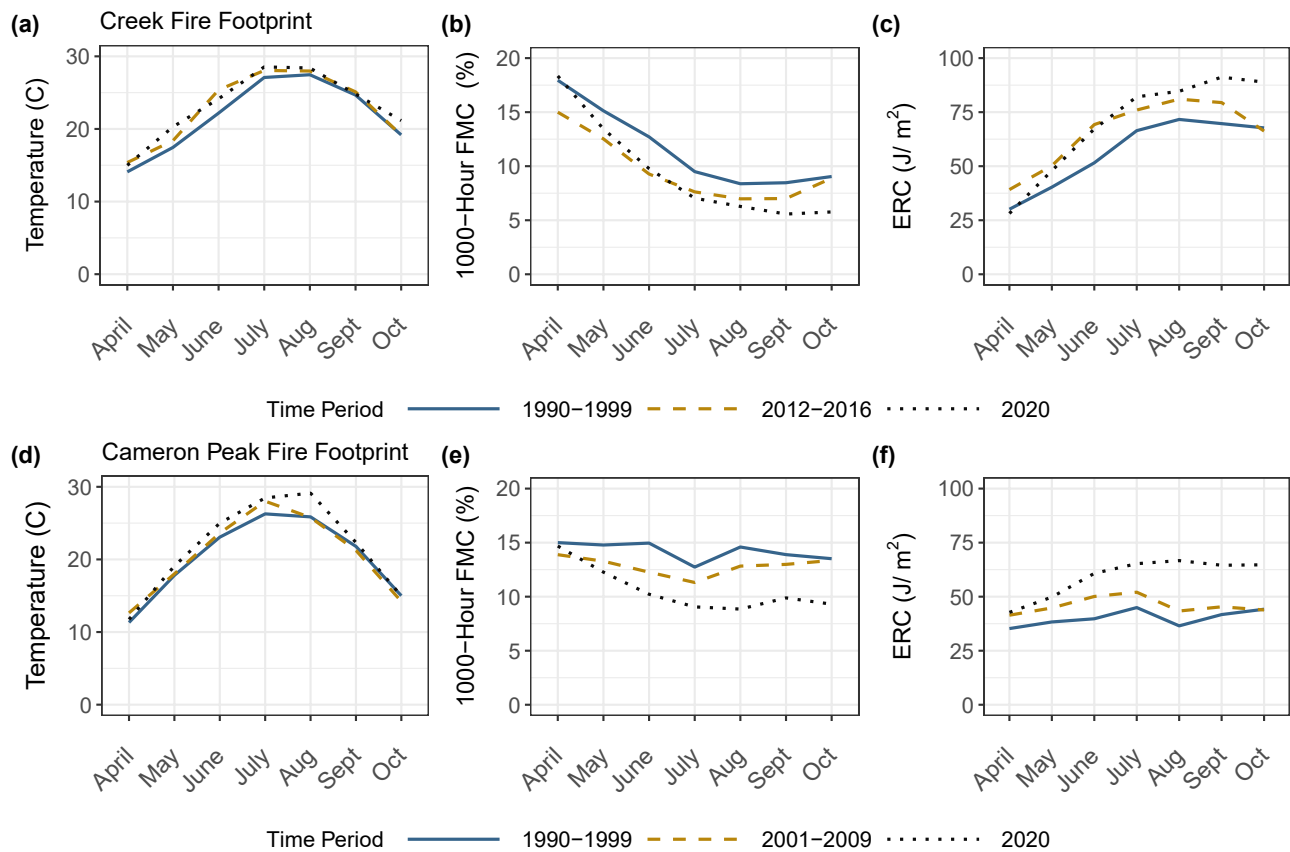 (a) Creek Fire Footprint (b) (c)
Temperature (C)
30
20
10
0
April May June July Aug Sept Oct
1000−Hour FMC (%)
20
15
10
5
0
April May June July Aug Sept Oct
ERC (J/ m²)
100
75
50
25
0
April May June July Aug Sept Oct
Time Period 1990−1999 2012−2016 2020
(d) Cameron Peak Fire Footprint (e) (f)
Temperature (C)
30
20
10
0
April May June July Aug Sept Oct
1000−Hour FMC (%)
20
15
10
5
0
April May June July Aug Sept Oct
ERC (J/ m²)
100
75
50
25
0
April May June July Aug Sept Oct
Time Period 1990−1999 2001−2009 2020